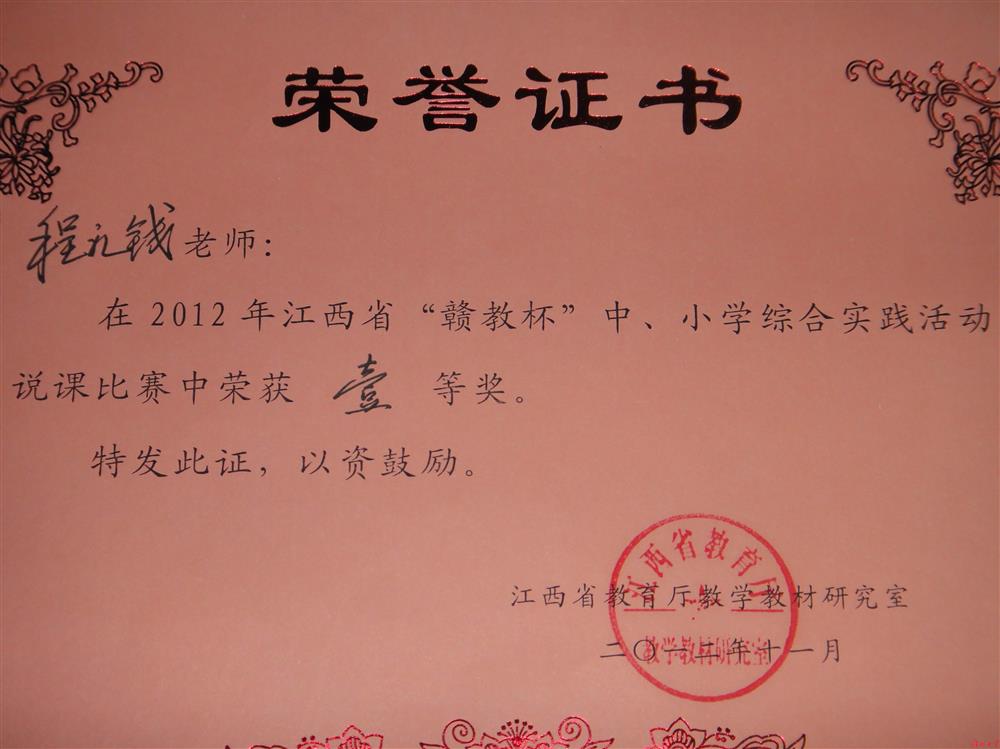 荣誉证书
程九钱老师：
在2012年江西省“赣教杯”中、小学综合实践活动
说课比赛中荣获 壹 等奖。
特发此证，以资鼓励。
江西省教育厅
江西省教育厅教学教材研究室
二〇一二年十一月
教学教材研究室